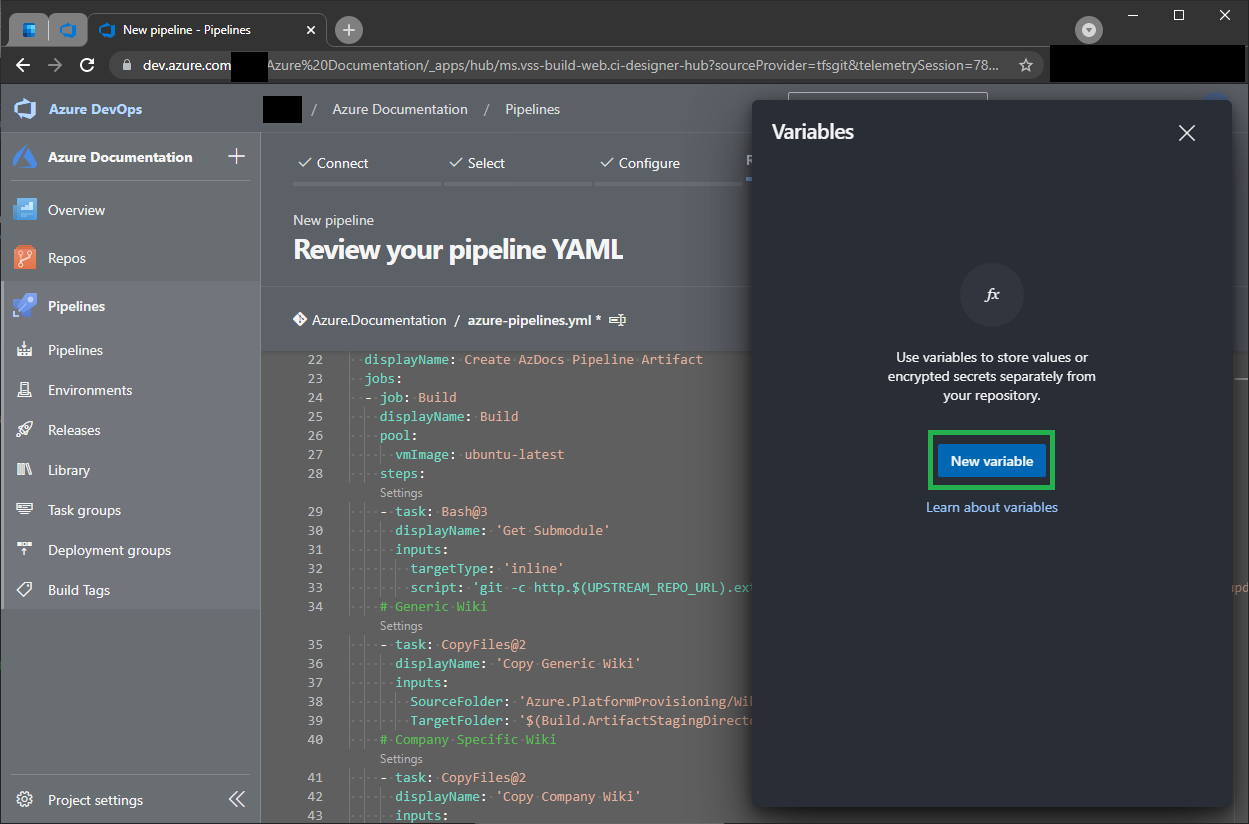 New pipeline - Pipelines
dev.azure.com
Azure%20Documentation/_apps/hub/ms.vss-build-web.ci-designer-hub?sourceProvider=tfsgit&telemetrySession=78...
Azure DevOps
/ Azure Documentation / Pipelines
Azure Documentation
Overview
Repos
Pipelines
Pipelines
Environments
Releases
Library
Task groups
Deployment groups
Build Tags
Project settings
Connect
Select
Configure
R
New pipeline
Review your pipeline YAML
Azure.Documentation / azure-pipelines.yml *
22 displayName: Create AzDocs Pipeline Artifact
23 jobs:
24 - job: Build
25 displayName: Build
26 pool:
27 vmImage: ubuntu-latest
28 steps:
Settings
29 - task: Bash@3
30 displayName: 'Get Submodule'
31 inputs:
32 targetType: 'inline'
33 script: 'git -c http.$(UPSTREAM_REPO_URL).ext
upd
34 # Generic Wiki
Settings
35 - task: CopyFiles@2
36 displayName: 'Copy Generic Wiki'
37 inputs:
38 SourceFolder: 'Azure.PlatformProvisioning/Wik
39 TargetFolder: '$(Build.ArtifactStagingDirecto
40 # Company Specific Wiki
Settings
41 - task: CopyFiles@2
42 displayName: 'Copy Company Wiki'
43 inputs:
Variables
fx
Use variables to store values or
encrypted secrets separately from
your repository.
New variable
Learn about variables